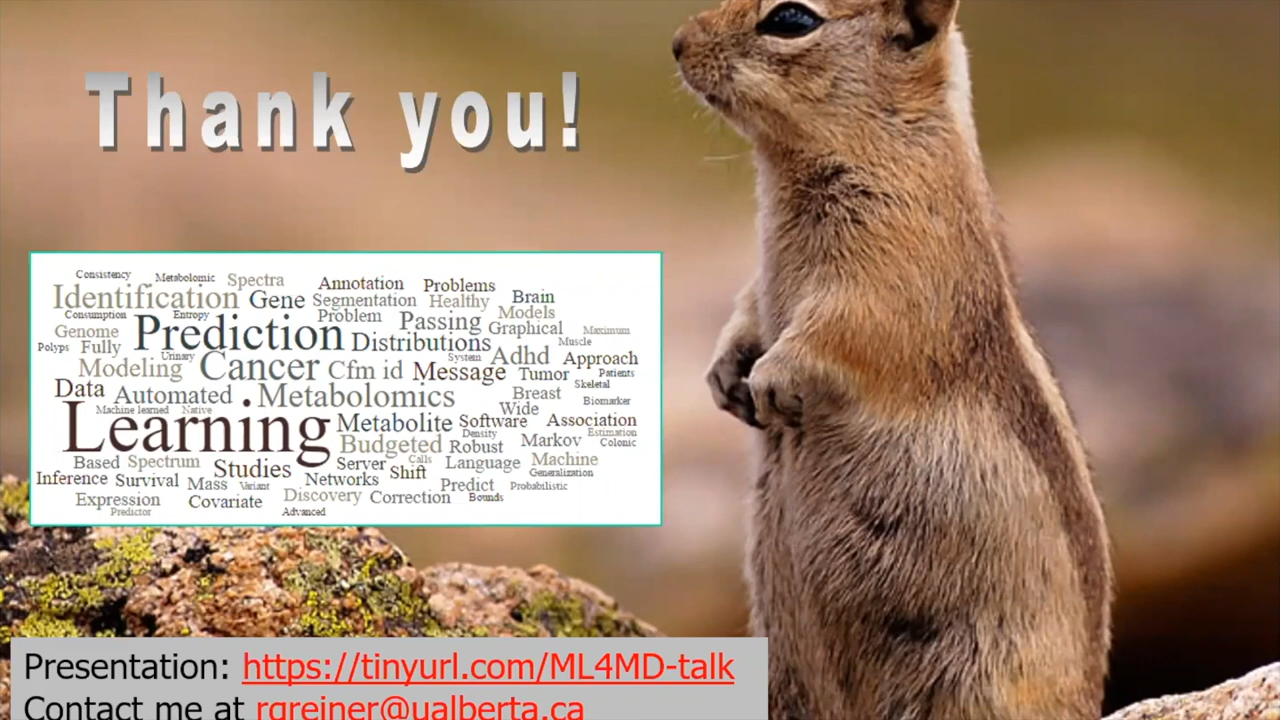 Thank you!
Consistency Metabolomic Spectra Annotation Problems
Identification Gene Segmentation Healthy Brain
Consumption Entropy Problem Passing Models
Genome Prediction Distributions Graphical Maximum
Polyps Fully Urinary System Adhd Muscle
Modeling Cancer Cfm id Message Tumor Approach Patients
Data Automated Metabolomics Breast Skeletal
Machine learned Native Wide Biomarker
Learning Metabolite Software Association
Budgeted Density Robust Markov Estimation Colonic
Based Spectrum Studies Server Calls Shift Language Machine
Inference Survival Mass Variant Networks Predict Generalization Probabilistic
Expression Covariate Discovery Correction Bounds
Predictor Advanced
Presentation: https://tinyurl.com/ML4MD-talk
Contact me at rgreiner@ualberta.ca